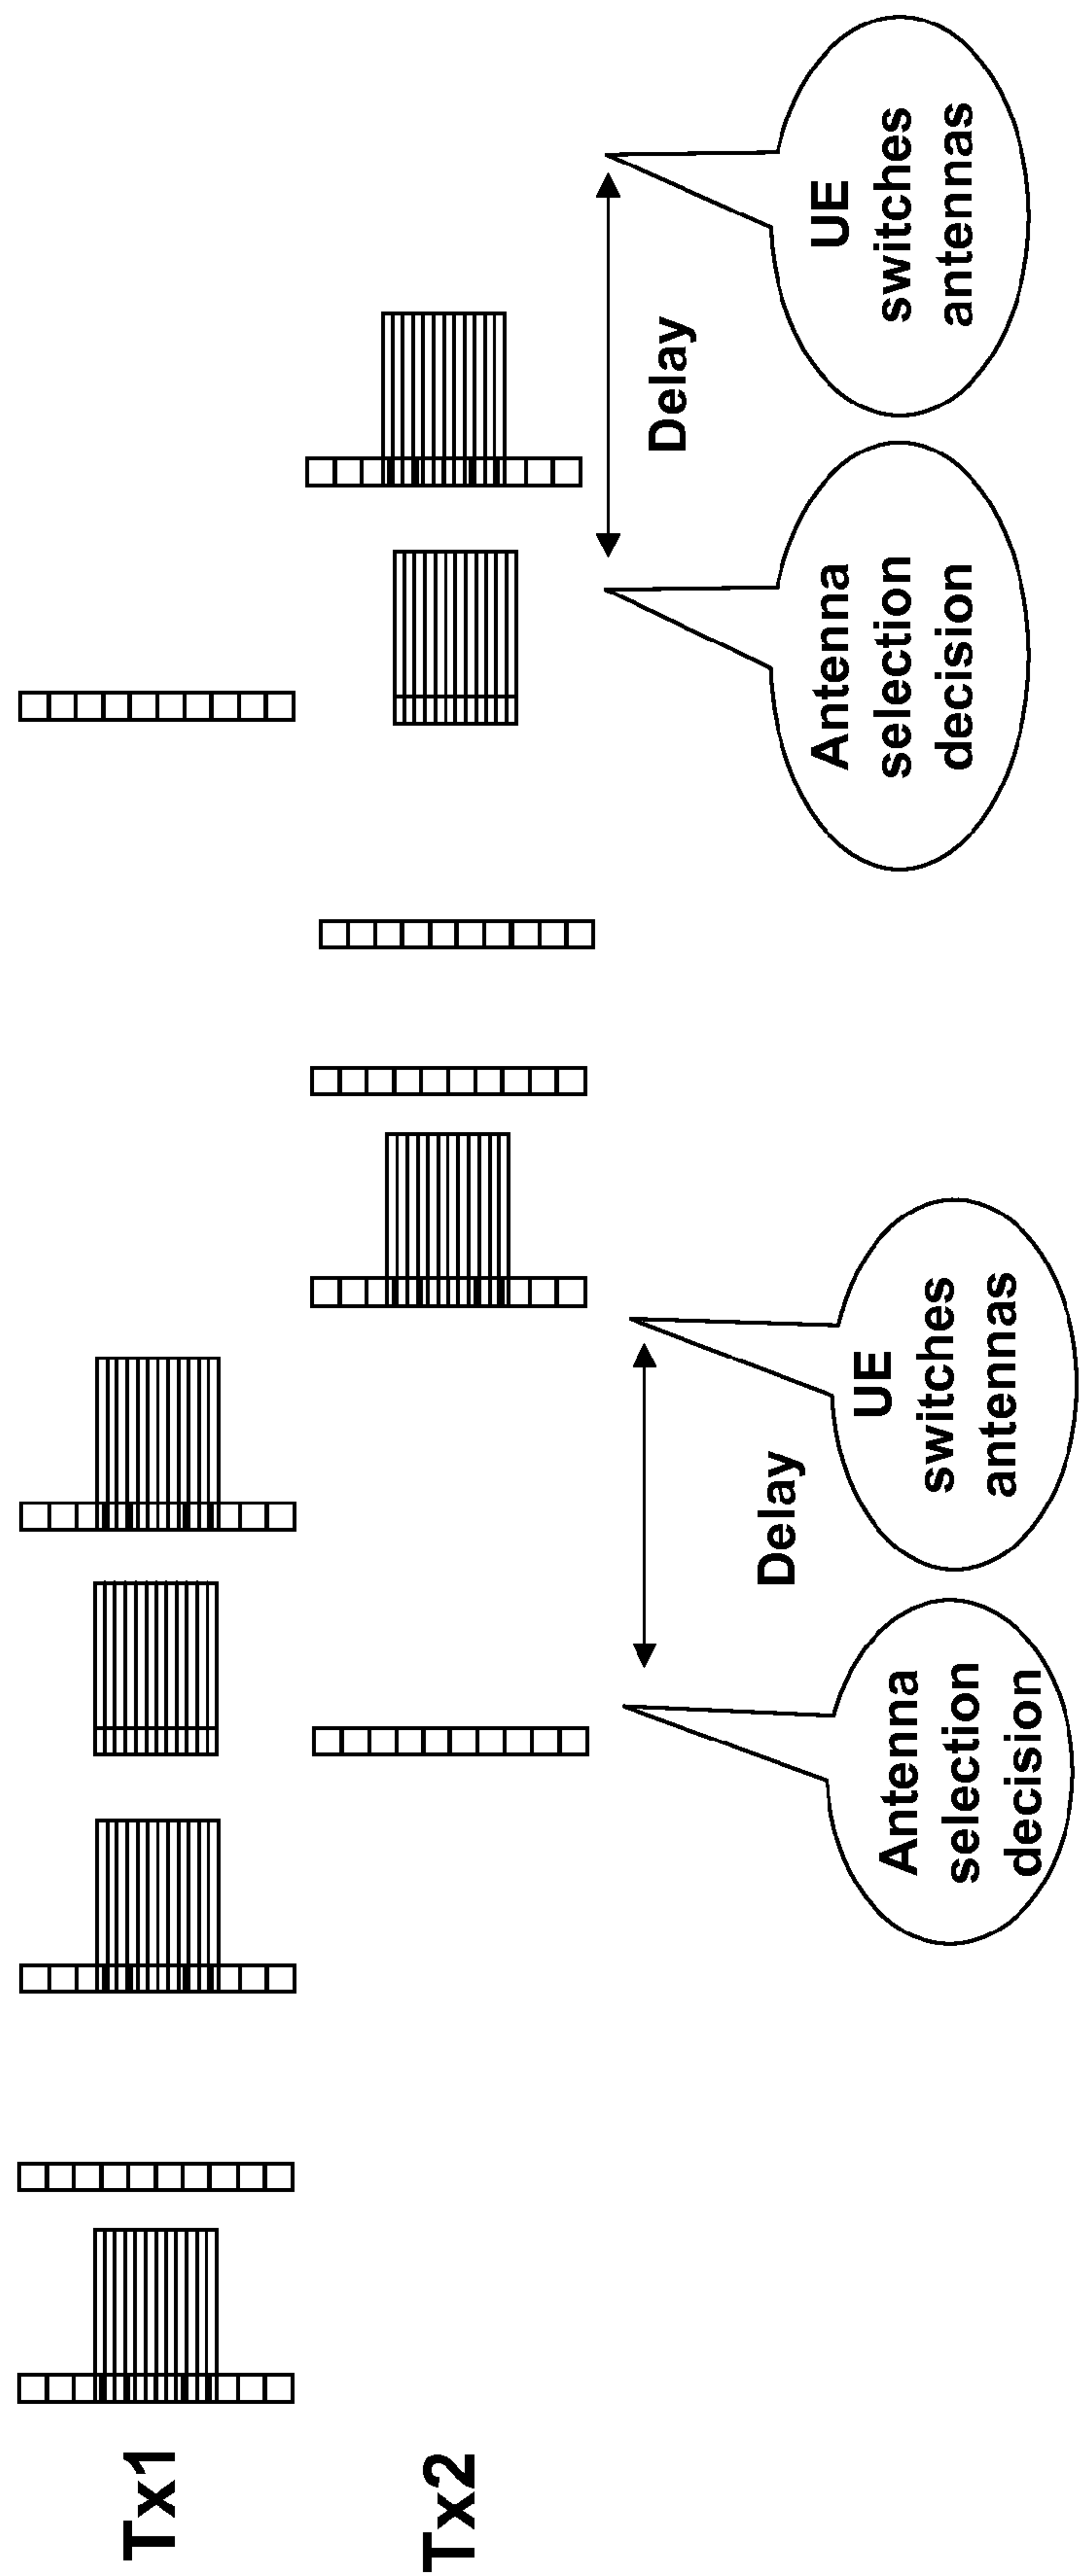 Tx1
Tx2
Delay
Delay
Antenna
selection
decision
UE
switches
antennas
Antenna
selection
decision
UE
switches
antennas